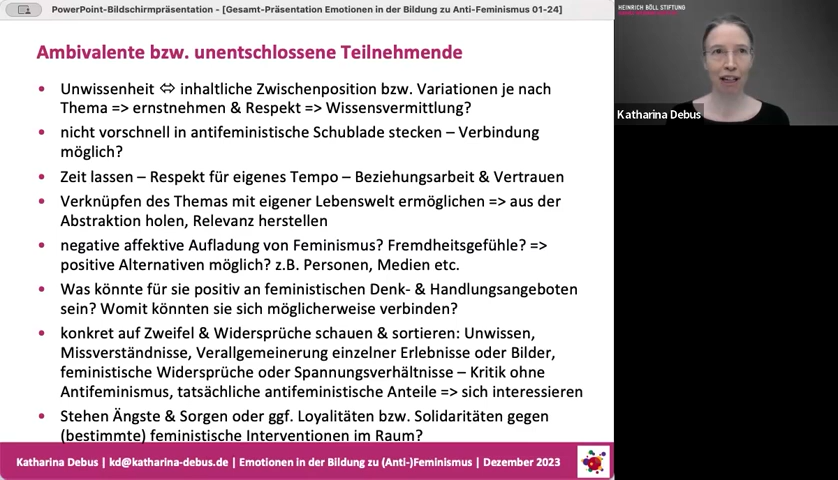 PowerPoint-Bildschirmpräsentation - [Gesamt-Präsentation Emotionen in der Bildung zu Anti-Feminismus 01-24]
HEINRICH BÖLL STIFTUNG
Ambivalente bzw. unentschlossene Teilnehmende
• Unwissenheit ⇔ inhaltliche Zwischenposition bzw. Variationen je nach
Thema => ernstnehmen & Respekt => Wissensvermittlung?
• nicht vorschnell in antifeministische Schublade stecken – Verbindung
möglich?
• Zeit lassen – Respekt für eigenes Tempo – Beziehungsarbeit & Vertrauen
• Verknüpfen des Themas mit eigener Lebenswelt ermöglichen => aus der
Abstraktion holen, Relevanz herstellen
• negative affektive Aufladung von Feminismus? Fremdheitsgefühle? =>
positive Alternativen möglich? z.B. Personen, Medien etc.
• Was könnte für sie positiv an feministischen Denk- & Handlungsangeboten
sein? Womit könnten sie sich möglicherweise verbinden?
• konkret auf Zweifel & Widersprüche schauen & sortieren: Unwissen,
Missverständnisse, Verallgemeinerung einzelner Erlebnisse oder Bilder,
feministische Widersprüche oder Spannungsverhältnisse – Kritik ohne
Antifeminismus, tatsächliche antifeministische Anteile => sich interessieren
• Stehen Ängste & Sorgen oder ggf. Loyalitäten bzw. Solidaritäten gegen
(bestimmte) feministische Interventionen im Raum?
Katharina Debus | kd@katharina-debus.de | Emotionen in der Bildung zu (Anti-)Feminismus | Dezember 2023
Katharina Debus